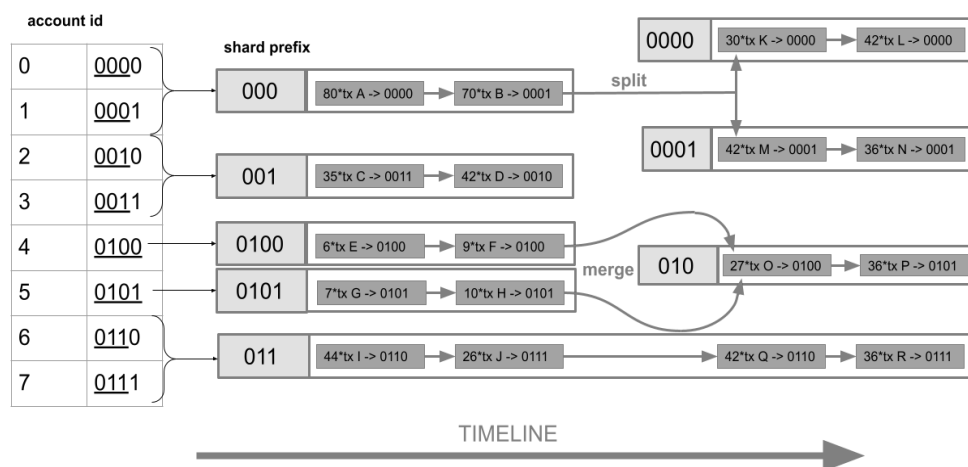 account id
0 0000
1 0001
2 0010
3 0011
4 0100
5 0101
6 0110
7 0111
shard prefix
000 80*tx A -> 0000 70*tx B -> 0001
split
0000 30*tx K -> 0000 42*tx L -> 0000
0001 42*tx M -> 0001 36*tx N -> 0001
001 35*tx C -> 0011 42*tx D -> 0010
0100 6*tx E -> 0100 9*tx F -> 0100
0101 7*tx G -> 0101 10*tx H -> 0101
merge
010 27*tx O -> 0100 36*tx P -> 0101
011 44*tx I -> 0110 26*tx J -> 0111 42*tx Q -> 0110 36*tx R -> 0111
TIMELINE